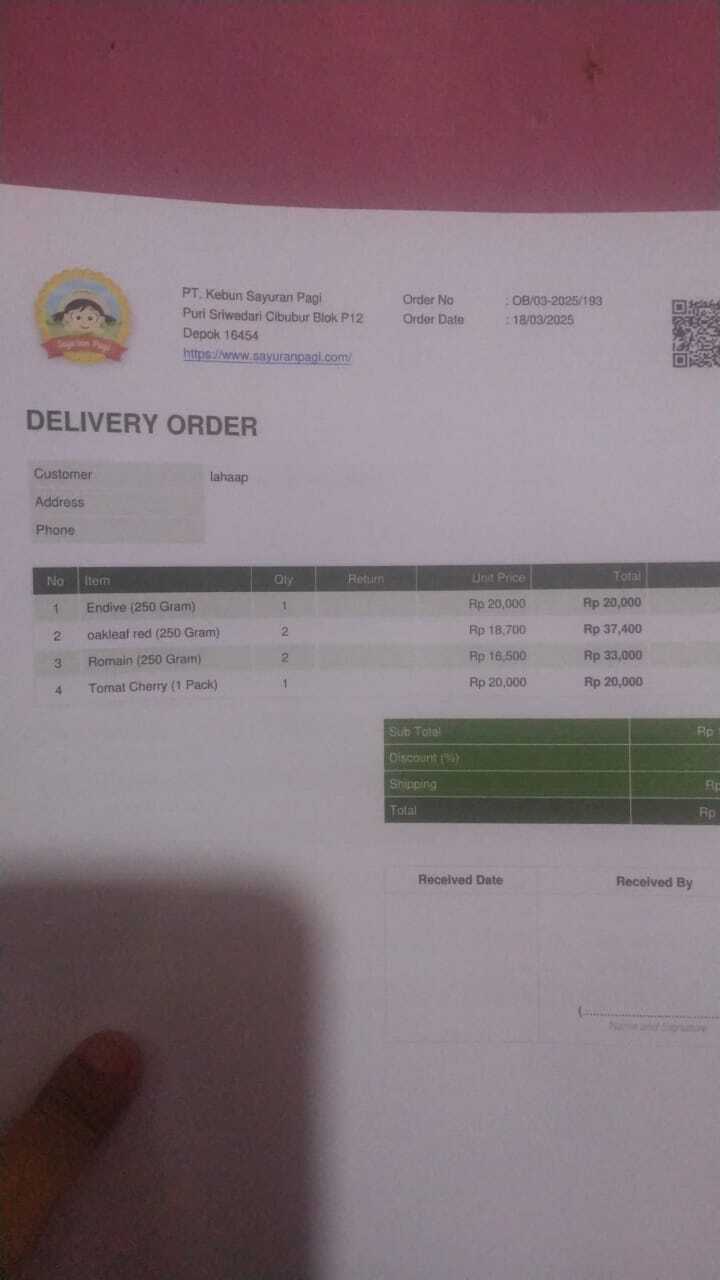 Sayuran Pagi
PT. Kebun Sayuran Pagi
Puri Sriwedari Cibubur Blok P12
Depok 16454
https://www.sayuranpagi.com/
Order No : OB/03-2025/193
Order Date : 18/03/2025
DELIVERY ORDER
Customer lahaap
Address
Phone
No Item Qty Return Unit Price Total
1 Endive (250 Gram) 1 Rp 20,000 Rp 20,000
2 oakleaf red (250 Gram) 2 Rp 18,700 Rp 37,400
3 Romain (250 Gram) 2 Rp 16,500 Rp 33,000
4 Tomat Cherry (1 Pack) 1 Rp 20,000 Rp 20,000
Sub Total Rp
Discount (%)
Shipping Rp
Total Rp
Received Date Received By
Name and Signature